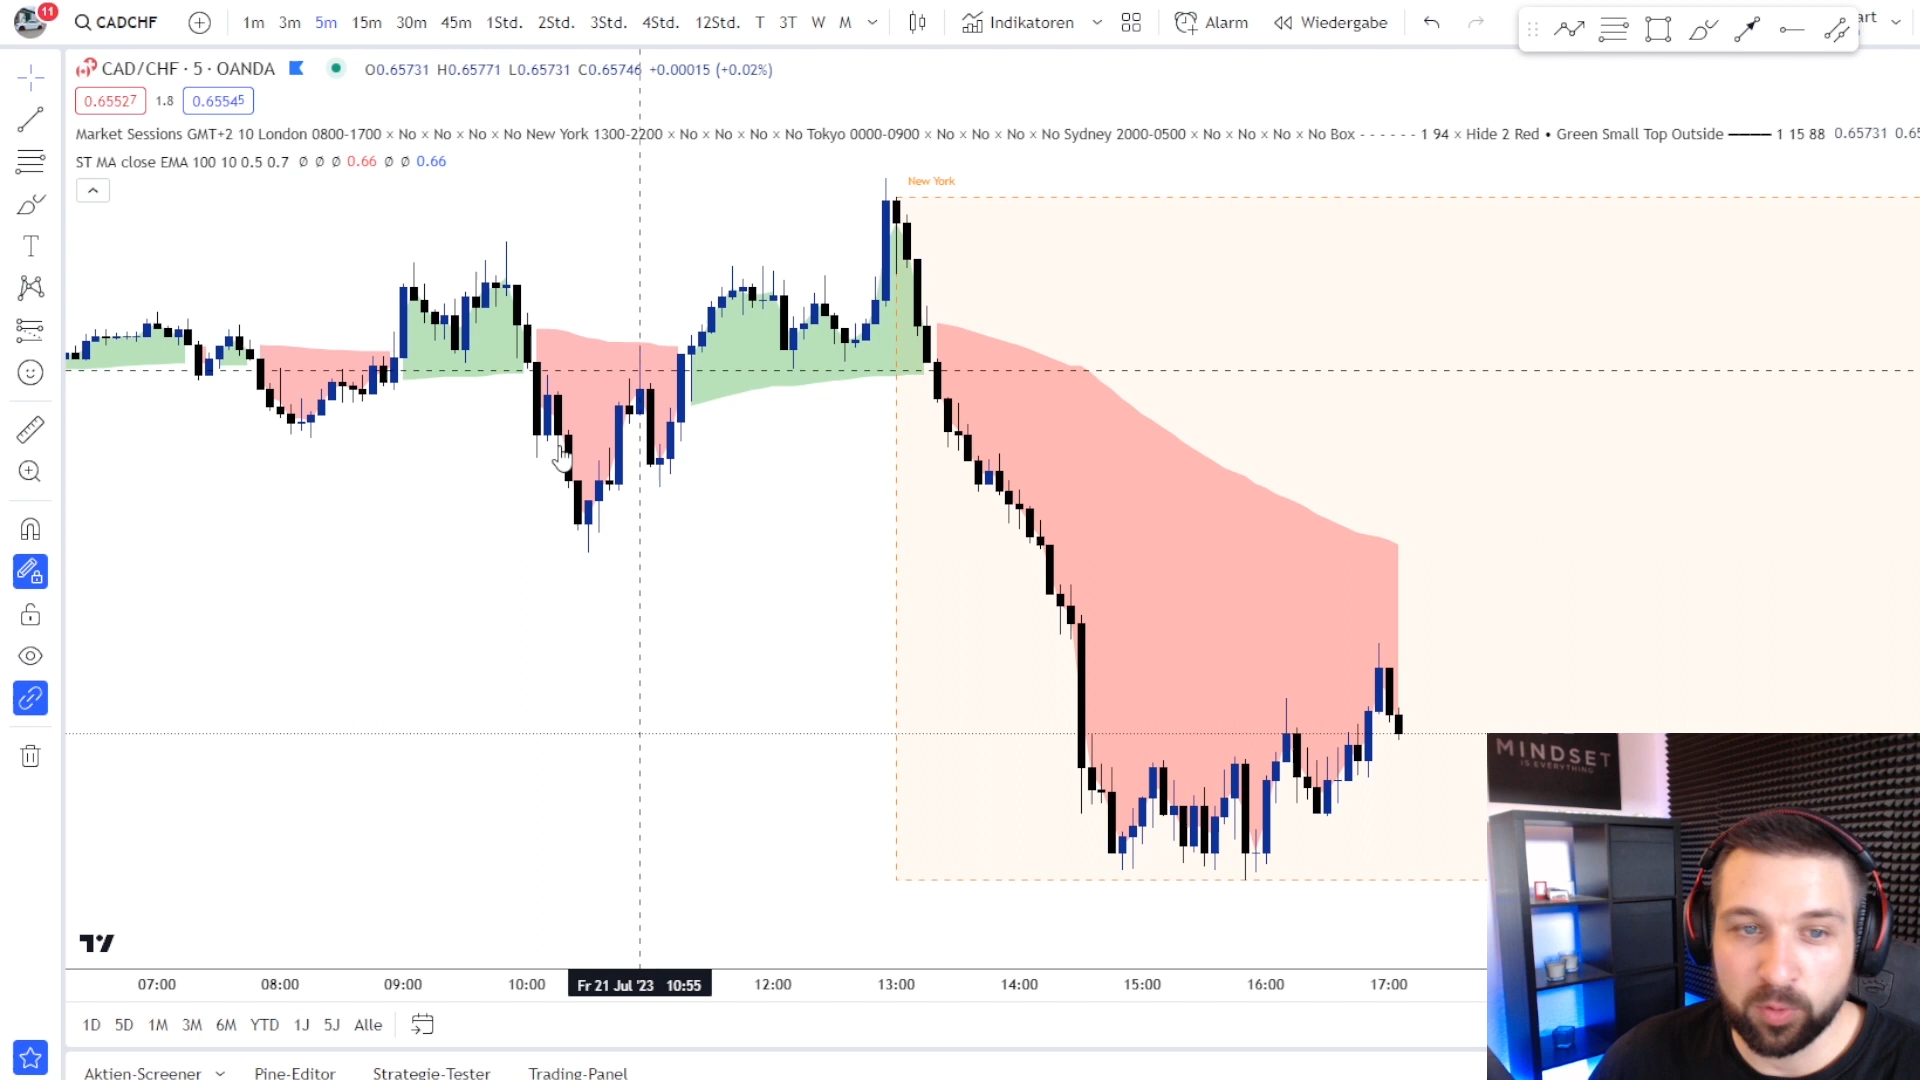 11
CADCHF
1m 3m 5m 15m 30m 45m 1Std. 2Std. 3Std. 4Std. 12Std. T 3T W M
Indikatoren
Alarm
Wiedergabe
art
CAD/CHF · 5 · OANDA
O0.65731 H0.65771 L0.65731 C0.65746 +0.00015 (+0.02%)
0.65527 1.8 0.65545
Market Sessions GMT+2 10 London 0800-1700 × No × No × No × No New York 1300-2200 × No × No × No × No Tokyo 0000-0900 × No × No × No × No Sydney 2000-0500 × No × No × No × No Box - - - - - - 1 94 × Hide 2 Red • Green Small Top Outside —— 1 15 88 0.65731 0.65
ST MA close EMA 100 10 0.5 0.7 ∅ ∅ ∅ 0.66 ∅ ∅ 0.66
New York
MINDSET
IS EVERYTHING
07:00 08:00 09:00 10:00 Fr 21 Jul '23 10:55 12:00 13:00 14:00 15:00 16:00 17:00
1D 5D 1M 3M 6M YTD 1J 5J Alle
Aktien-Screener Pine-Editor Strategie-Tester Trading-Panel